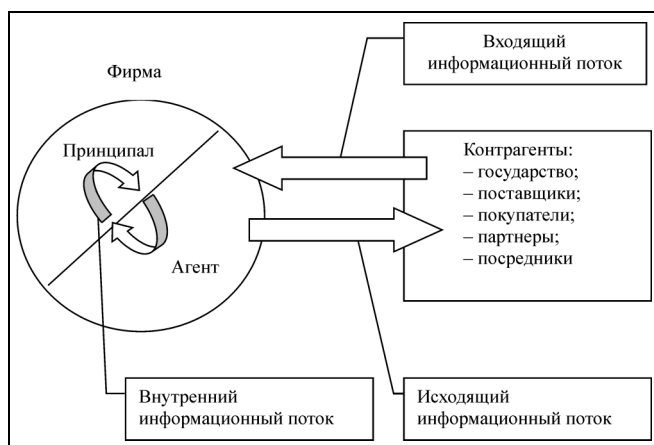 Входящий
информационный поток
Фирма
Принципал
Агент
Контрагенты:
– государство;
– поставщики;
– покупатели;
– партнеры;
– посредники
Внутренний
информационный поток
Исходящий
информационный поток